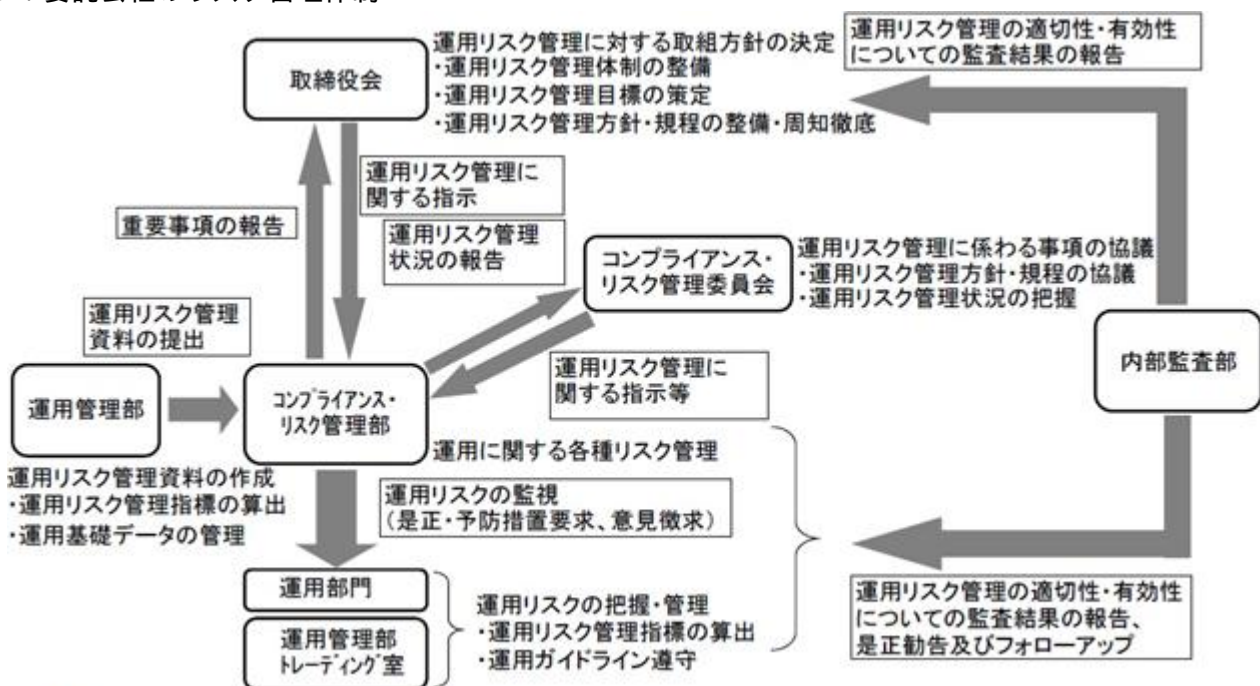 委託会社のリスク管理体制
取締役会
運用リスク管理に対する取組方針の決定
・運用リスク管理体制の整備
・運用リスク管理目標の策定
・運用リスク管理方針・規程の整備・周知徹底
運用リスク管理の適切性・有効性
についての監査結果の報告
運用リスク管理に
関する指示
重要事項の報告
運用リスク管理
状況の報告
コンプライアンス・
リスク管理委員会
運用リスク管理に係わる事項の協議
・運用リスク管理方針・規程の協議
・運用リスク管理状況の把握
運用リスク管理
資料の提出
内部監査部
運用管理部
コンプライアンス・
リスク管理部
運用リスク管理に
関する指示等
運用に関する各種リスク管理
運用リスク管理資料の作成
・運用リスク管理指標の算出
・運用基礎データの管理
運用リスクの監視
(是正・予防措置要求、意見徴求)
運用部門
運用管理部
トレーディング室
運用リスクの把握・管理
・運用リスク管理指標の算出
・運用ガイドライン遵守
運用リスク管理の適切性・有効性
についての監査結果の報告、
是正勧告及びフォローアップ